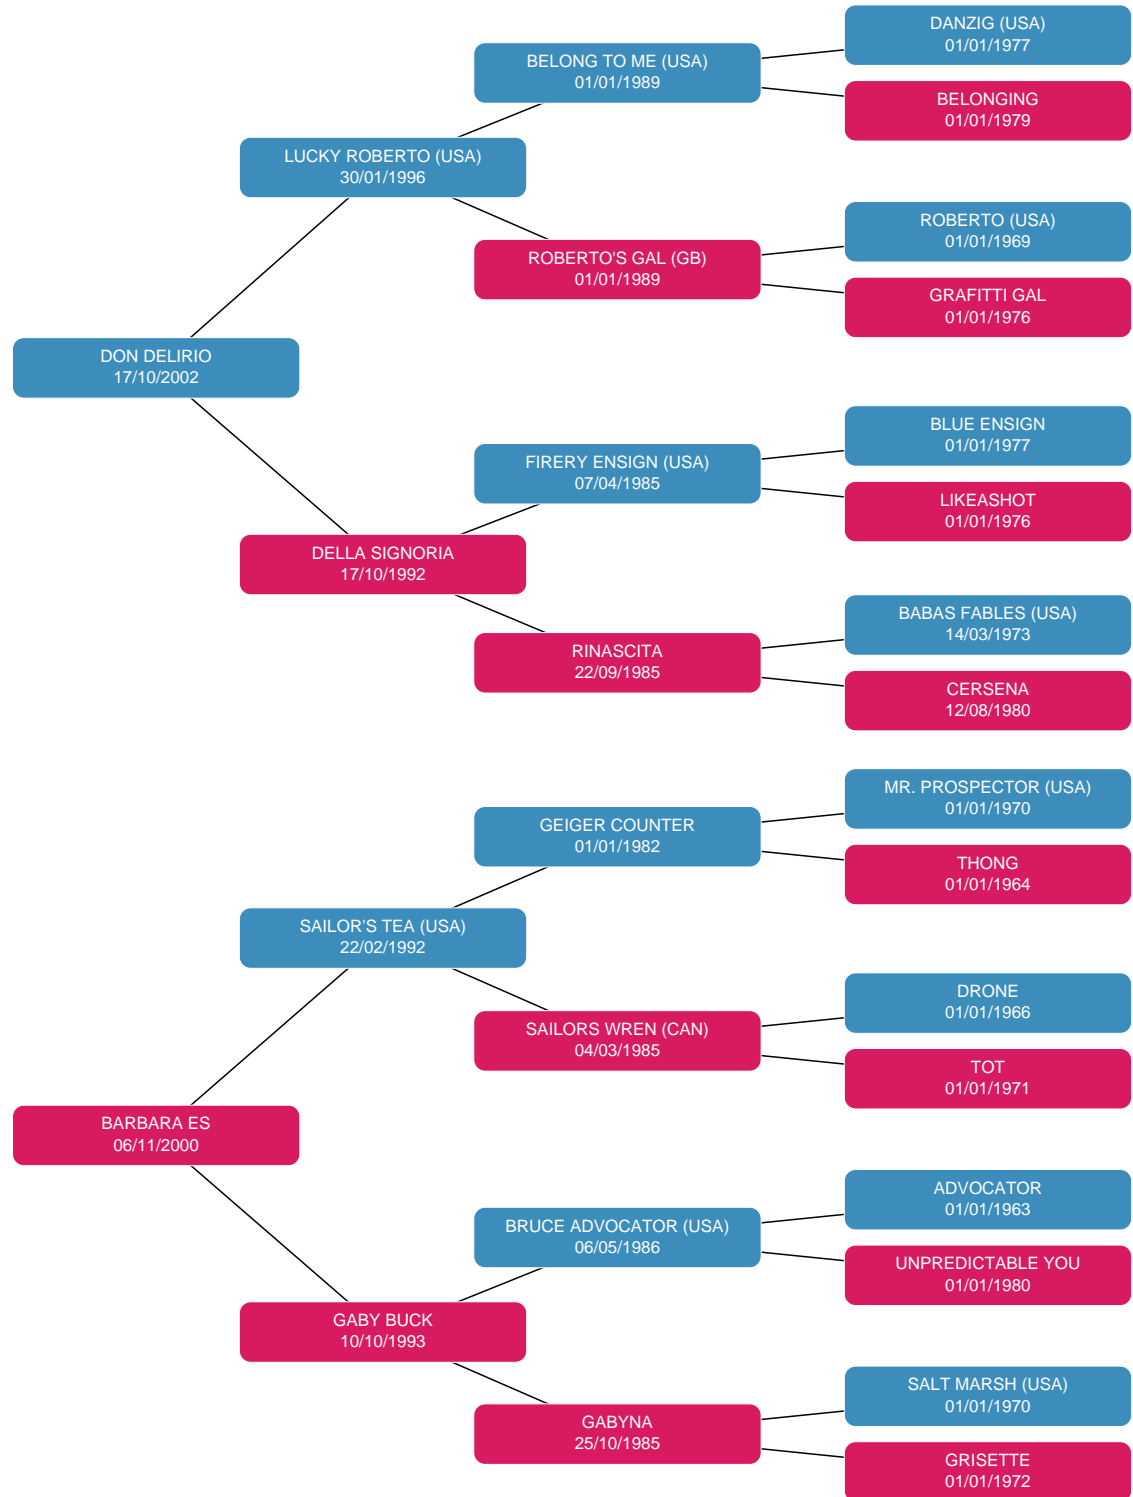 DANZIG (USA)
01/01/1977
BELONG TO ME (USA)
01/01/1989
BELONGING
01/01/1979
LUCKY ROBERTO (USA)
30/01/1996
ROBERTO (USA)
01/01/1969
ROBERTO'S GAL (GB)
01/01/1989
GRAFITTI GAL
01/01/1976
DON DELIRIO
17/10/2002
BLUE ENSIGN
01/01/1977
FIRERY ENSIGN (USA)
07/04/1985
LIKEASHOT
01/01/1976
DELLA SIGNORIA
17/10/1992
BABAS FABLES (USA)
14/03/1973
RINASCITA
22/09/1985
CERSENA
12/08/1980
MR. PROSPECTOR (USA)
01/01/1970
GEIGER COUNTER
01/01/1982
THONG
01/01/1964
SAILOR'S TEA (USA)
22/02/1992
DRONE
01/01/1966
SAILORS WREN (CAN)
04/03/1985
TOT
01/01/1971
BARBARA ES
06/11/2000
ADVOCATOR
01/01/1963
BRUCE ADVOCATOR (USA)
06/05/1986
UNPREDICTABLE YOU
01/01/1980
GABY BUCK
10/10/1993
SALT MARSH (USA)
01/01/1970
GABYNA
25/10/1985
GRISETTE
01/01/1972